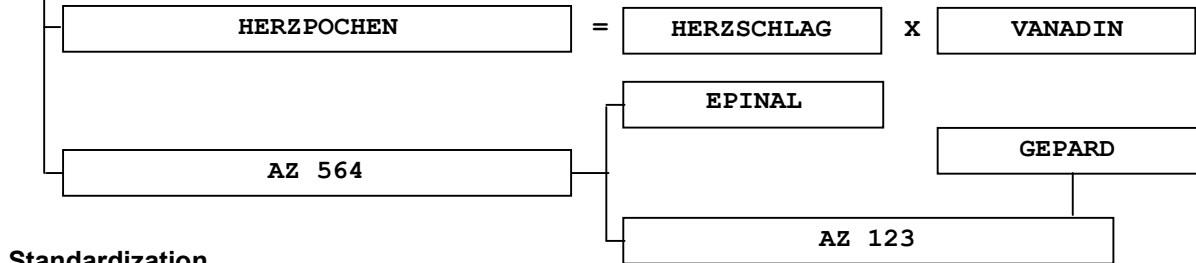 HERZPOCHEN = HERZSCHLAG X VANADIN
EPINAL
GEPARD
AZ 564
AZ 123
Standardization